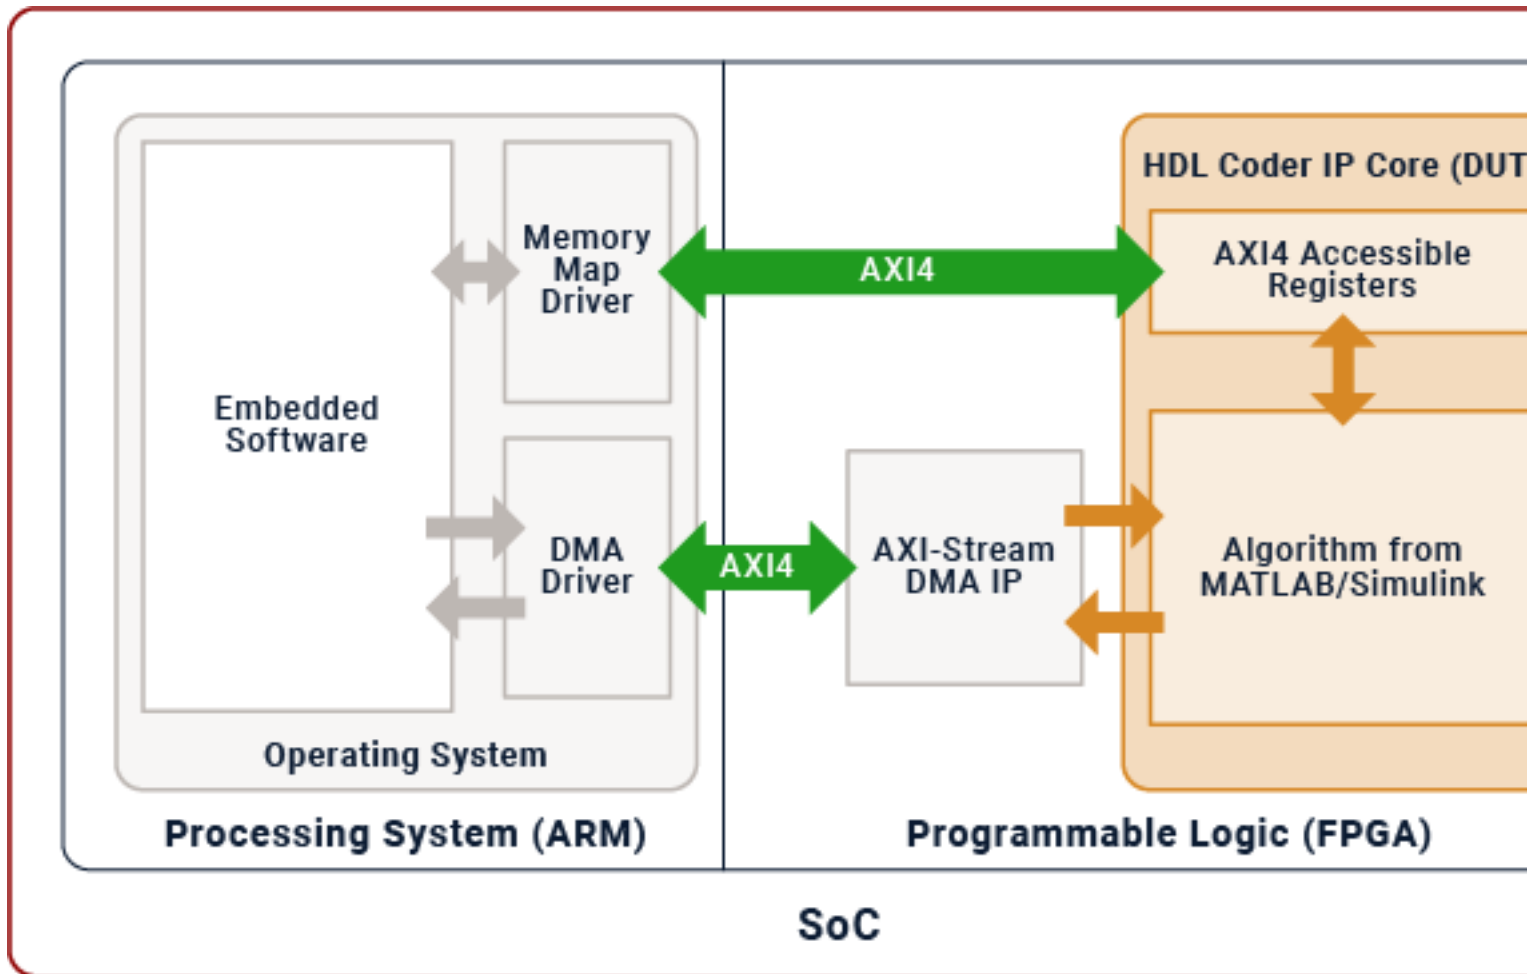 HDL Coder IP Core (DUT
Memory
Map
Driver
AXI4
AXI4 Accessible
Registers
Embedded
Software
DMA
Driver
AXI4
AXI-Stream
DMA IP
Algorithm from
MATLAB/Simulink
Operating System
Processing System (ARM)
Programmable Logic (FPGA)
SoC